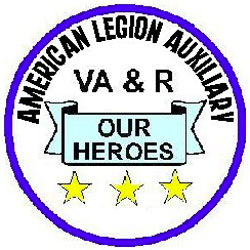 AMERICAN LEGION AUXILIARY
VA & R
OUR
HEROES